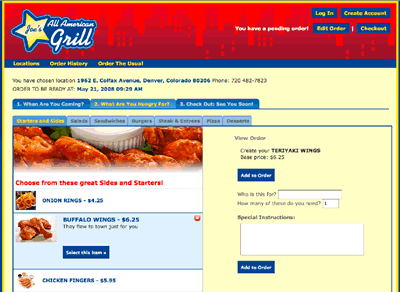 Joe's All American Grill
Log In Create Account
You have a pending order! Edit Order Checkout
Locations Order History Order The Usual
You have chosen location 1962 E. Colfax Avenue, Denver, Colorado 80206 Phone: 720 482-7823
ORDER TO BE READY AT: May 21, 2008 09:29 AM
1. When Are You Coming? 2. What Are You Hungry For? 3. Check Out: See You Soon!
Starters and Sides Salads Sandwiches Burgers Steak & Entrees Pizza Desserts
Choose from these great Sides and Starters!
ONION RINGS - $4.25
BUFFALO WINGS - $6.25
They flew to town just for you
Select this Item »
CHICKEN FINGERS - $5.95
View Order
Create your TERIYAKI WINGS
Base price: $6.25
Add to Order
Who is this for?
How many of these do you need? 1
Special Instructions:
Add to Order